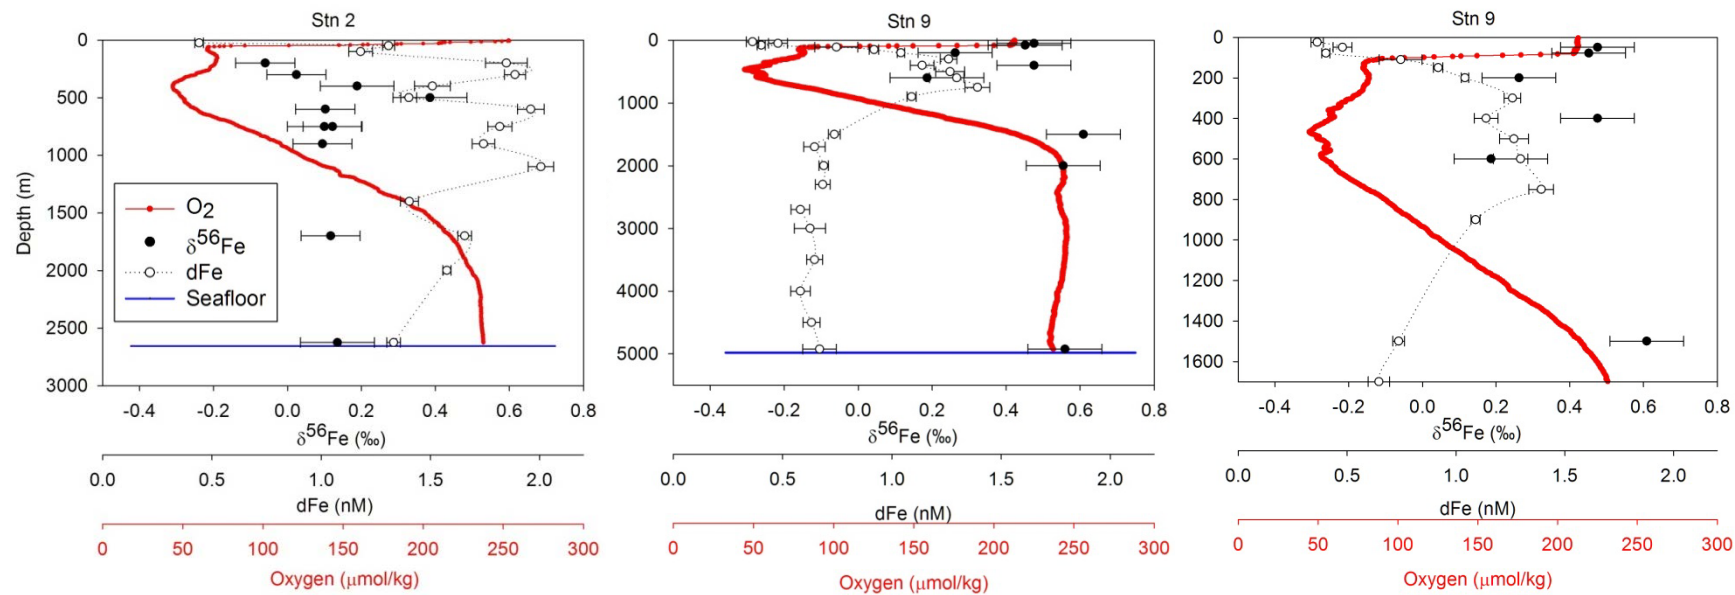 Stn 2
0
500
1000
1500
2000
2500
3000
Depth (m)
O2
δ56Fe
dFe
Seafloor
-0.4 -0.2 0.0 0.2 0.4 0.6 0.8
δ56Fe (‰)
0.0 0.5 1.0 1.5 2.0
dFe (nM)
0 50 100 150 200 250 300
Oxygen (μmol/kg)
Stn 9
0
1000
2000
3000
4000
5000
-0.4 -0.2 0.0 0.2 0.4 0.6 0.8
δ56Fe (‰)
0.0 0.5 1.0 1.5 2.0
dFe (nM)
0 50 100 150 200 250 300
Oxygen (μmol/kg)
Stn 9
0
200
400
600
800
1000
1200
1400
1600
-0.4 -0.2 0.0 0.2 0.4 0.6 0.8
δ56Fe (‰)
0.0 0.5 1.0 1.5 2.0
dFe (nM)
0 50 100 150 200 250 300
Oxygen (μmol/kg)